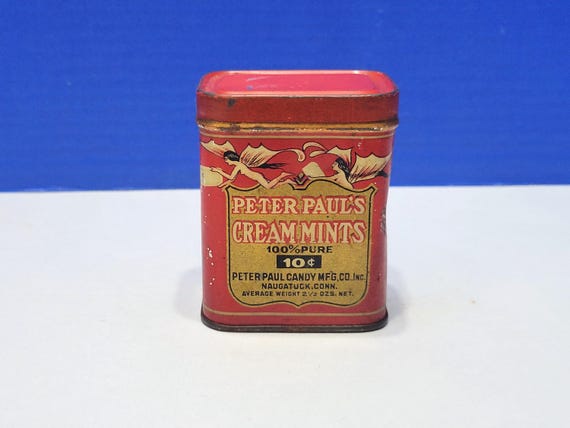 PETER PAUL'S
CREAM MINTS
100% PURE
10¢
PETER PAUL CANDY M'F'G, CO. INC.
NAUGATUCK, CONN.
AVERAGE WEIGHT 2½ OZS. NET.